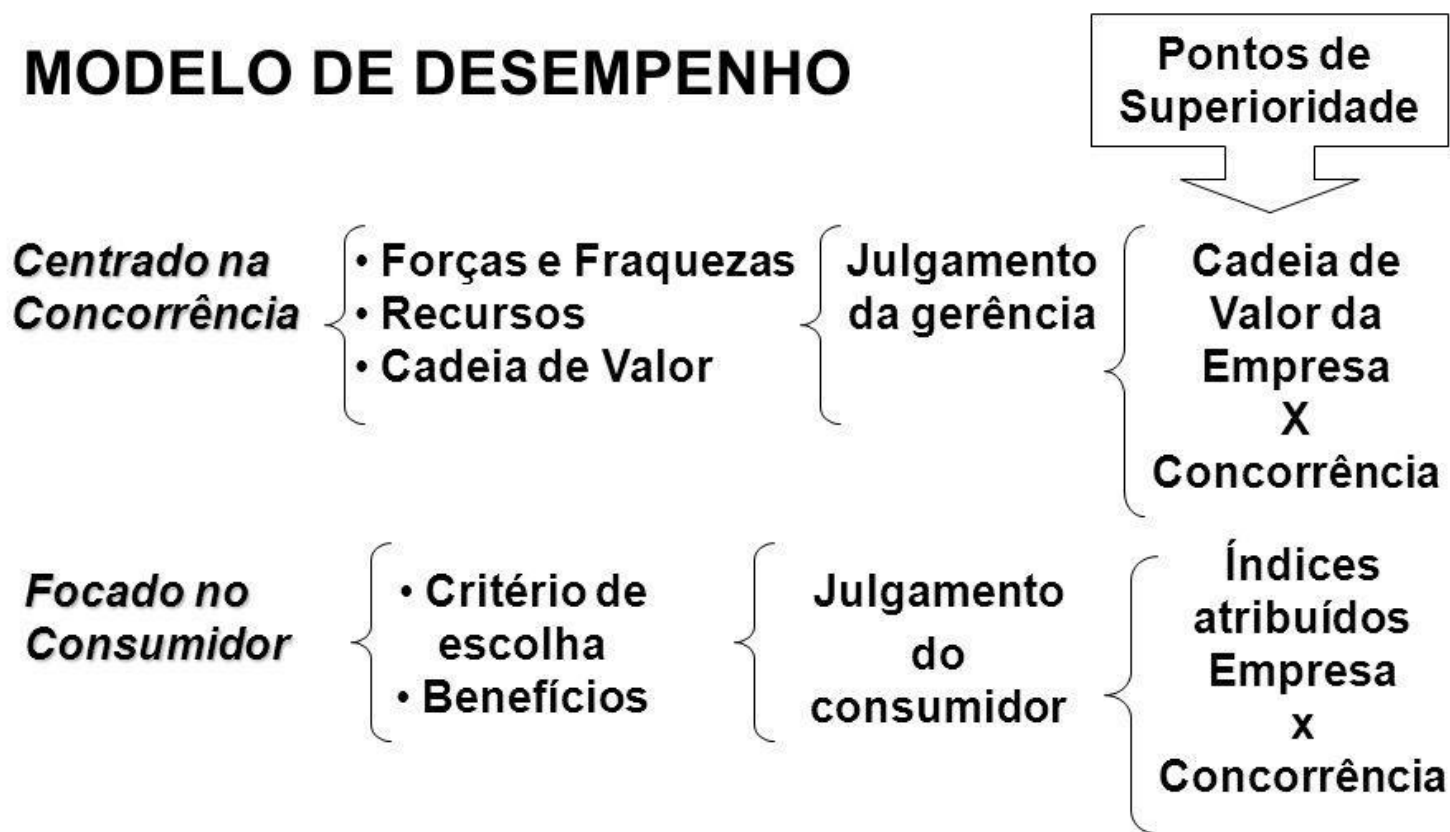 MODELO DE DESEMPENHO
Pontos de
Superioridade
Centrado na
Concorrência
• Forças e Fraquezas
• Recursos
• Cadeia de Valor
Julgamento
da gerência
Cadeia de
Valor da
Empresa
X
Concorrência
Focado no
Consumidor
• Critério de
escolha
• Benefícios
Julgamento
do
consumidor
Índices
atribuídos
Empresa
x
Concorrência